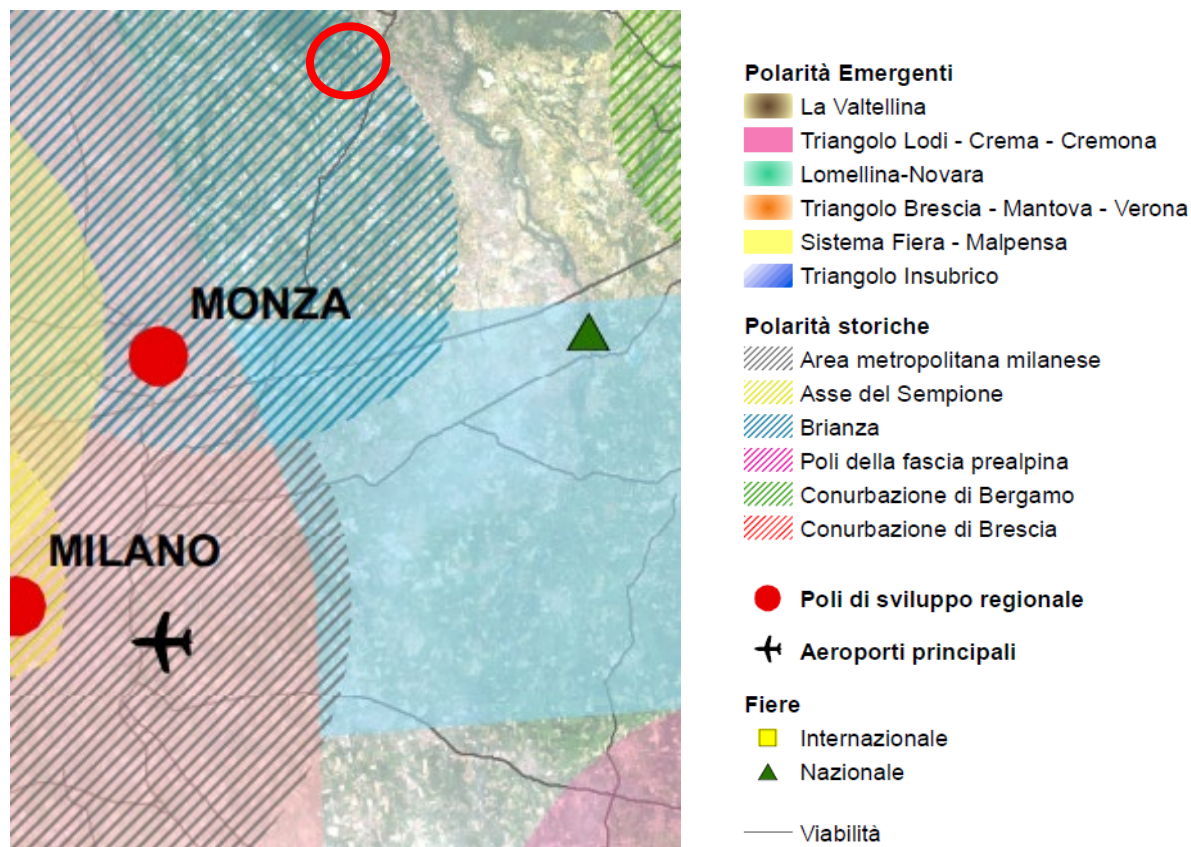 MONZA
MILANO
Polarità Emergenti
La Valtellina
Triangolo Lodi - Crema - Cremona
Lomellina-Novara
Triangolo Brescia - Mantova - Verona
Sistema Fiera - Malpensa
Triangolo Insubrico
Polarità storiche
Area metropolitana milanese
Asse del Sempione
Brianza
Poli della fascia prealpina
Conurbazione di Bergamo
Conurbazione di Brescia
Poli di sviluppo regionale
Aeroporti principali
Fiere
Internazionale
Nazionale
Viabilità